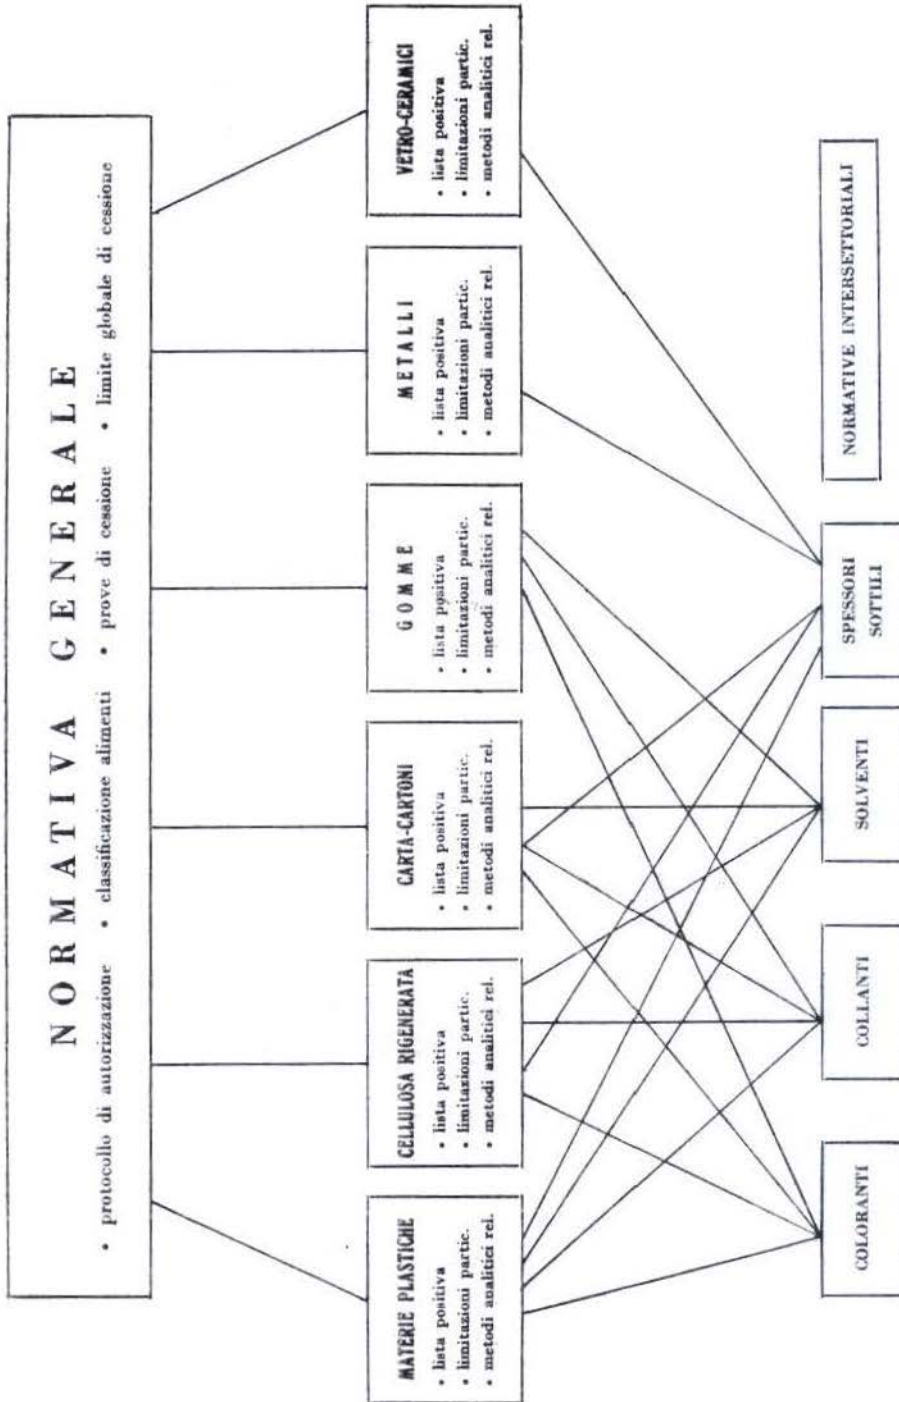 NORMATIVA GENERALE
• protocollo di autorizzazione • classificazione alimenti • prove di cessione • limite globale di cessione
MATERIE PLASTICHE
• lista positiva
• limitazioni partic.
• metodi analitici rel.
CELLULOSA RIGENERATA
• lista positiva
• limitazioni partic.
• metodi analitici rel.
CARTA-CARTONI
• lista positiva
• limitazioni partic.
• metodi analitici rel.
GOMME
• lista positiva
• limitazioni partic.
• metodi analitici rel.
METALLI
• lista positiva
• limitazioni partic.
• metodi analitici rel.
VETRO-CERAMICI
• lista positiva
• limitazioni partic.
• metodi analitici rel.
COLORANTI
COLLANTI
SOLVENTI
SPESSORI
SOTTILI
NORMATIVE INTERSETTORIALI